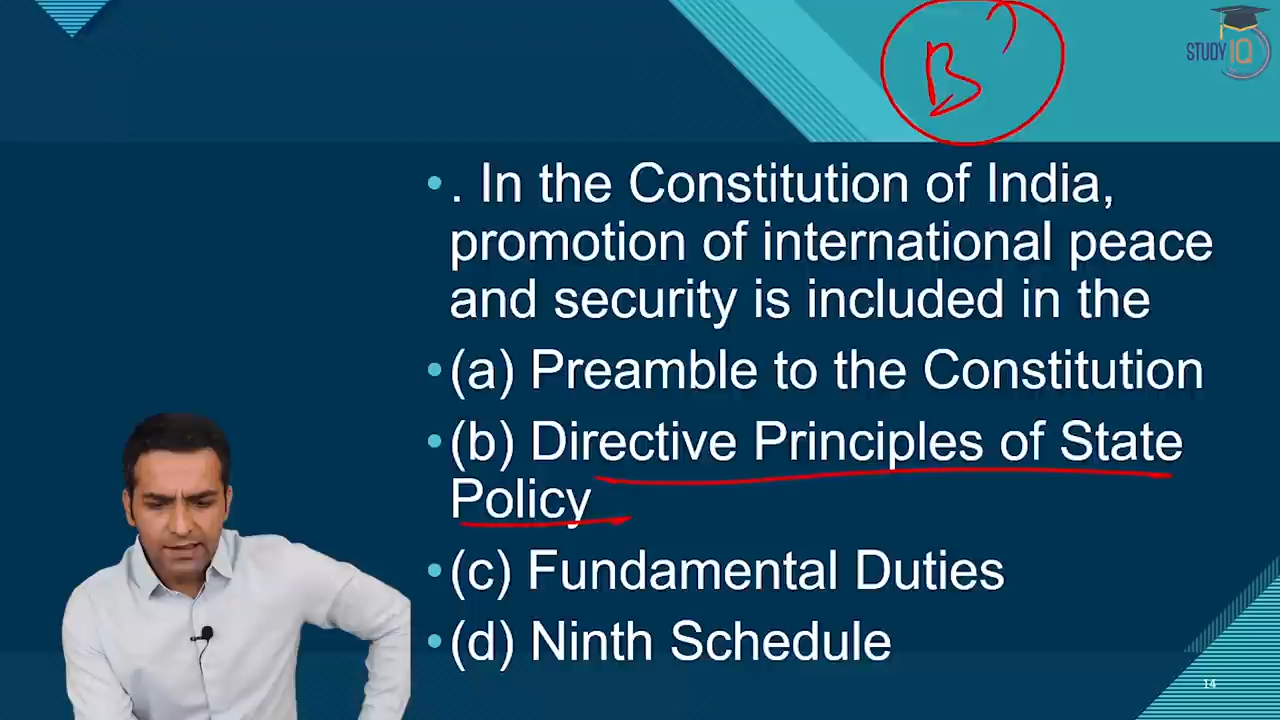 B
STUDY IQ
. In the Constitution of India,
promotion of international peace
and security is included in the
(a) Preamble to the Constitution
(b) Directive Principles of State
Policy
(c) Fundamental Duties
(d) Ninth Schedule
14